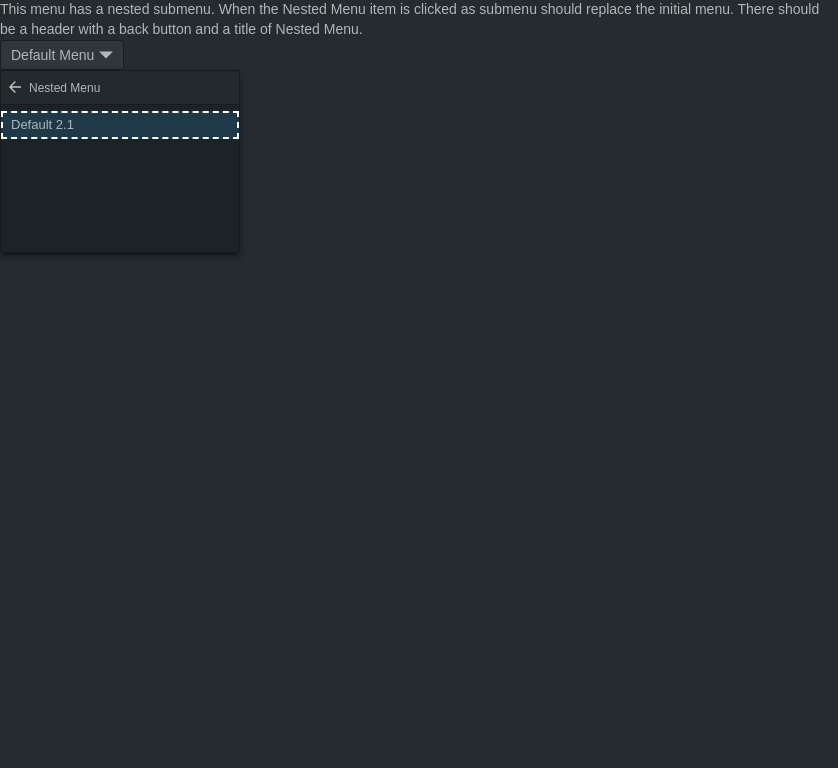 This menu has a nested submenu. When the Nested Menu item is clicked as submenu should replace the initial menu. There should
be a header with a back button and a title of Nested Menu.
Default Menu
Nested Menu
Default 2.1